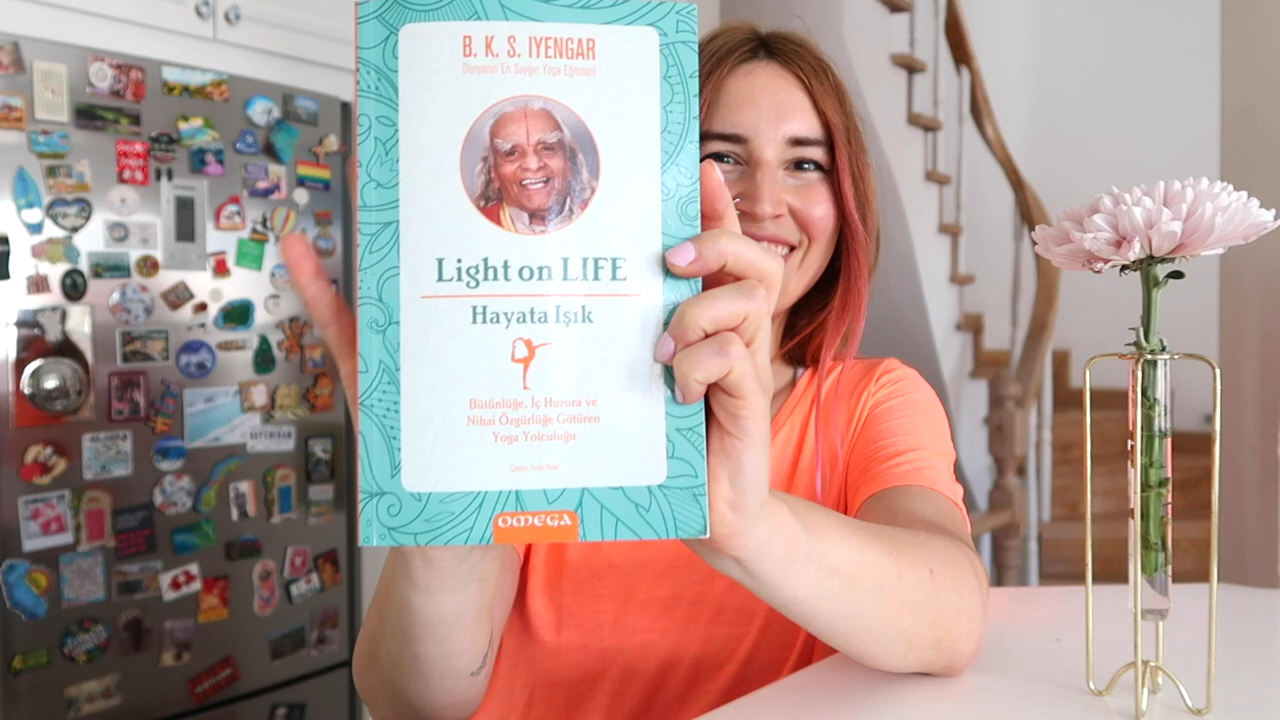 B. K. S. IYENGAR
Dünyanın En Saygın Yoga Eğitmeni
Light on LIFE
Hayata Işık
Bütünlüğe, İç Huzura ve
Nihai Özgürlüğe Götüren
Yoga Yolculuğu
OMEGA